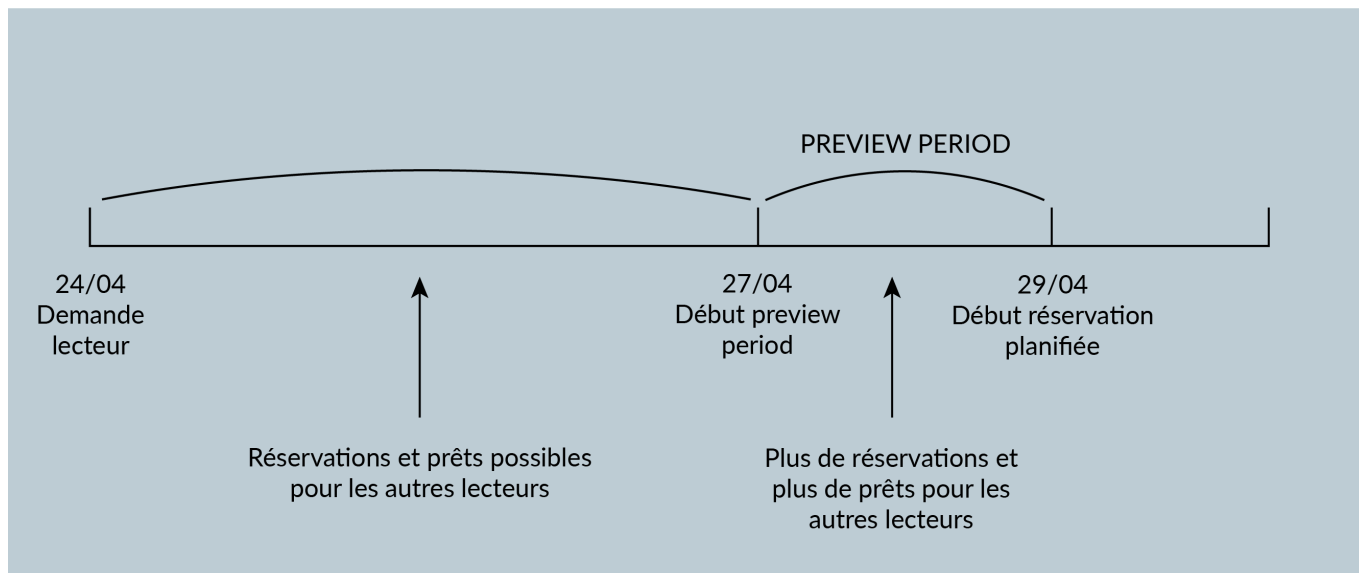 PREVIEW PERIOD
24/04
Demande
lecteur
27/04
Début preview
period
29/04
Début réservation
planifiée
Réservations et prêts possibles
pour les autres lecteurs
Plus de réservations et
plus de prêts pour les
autres lecteurs